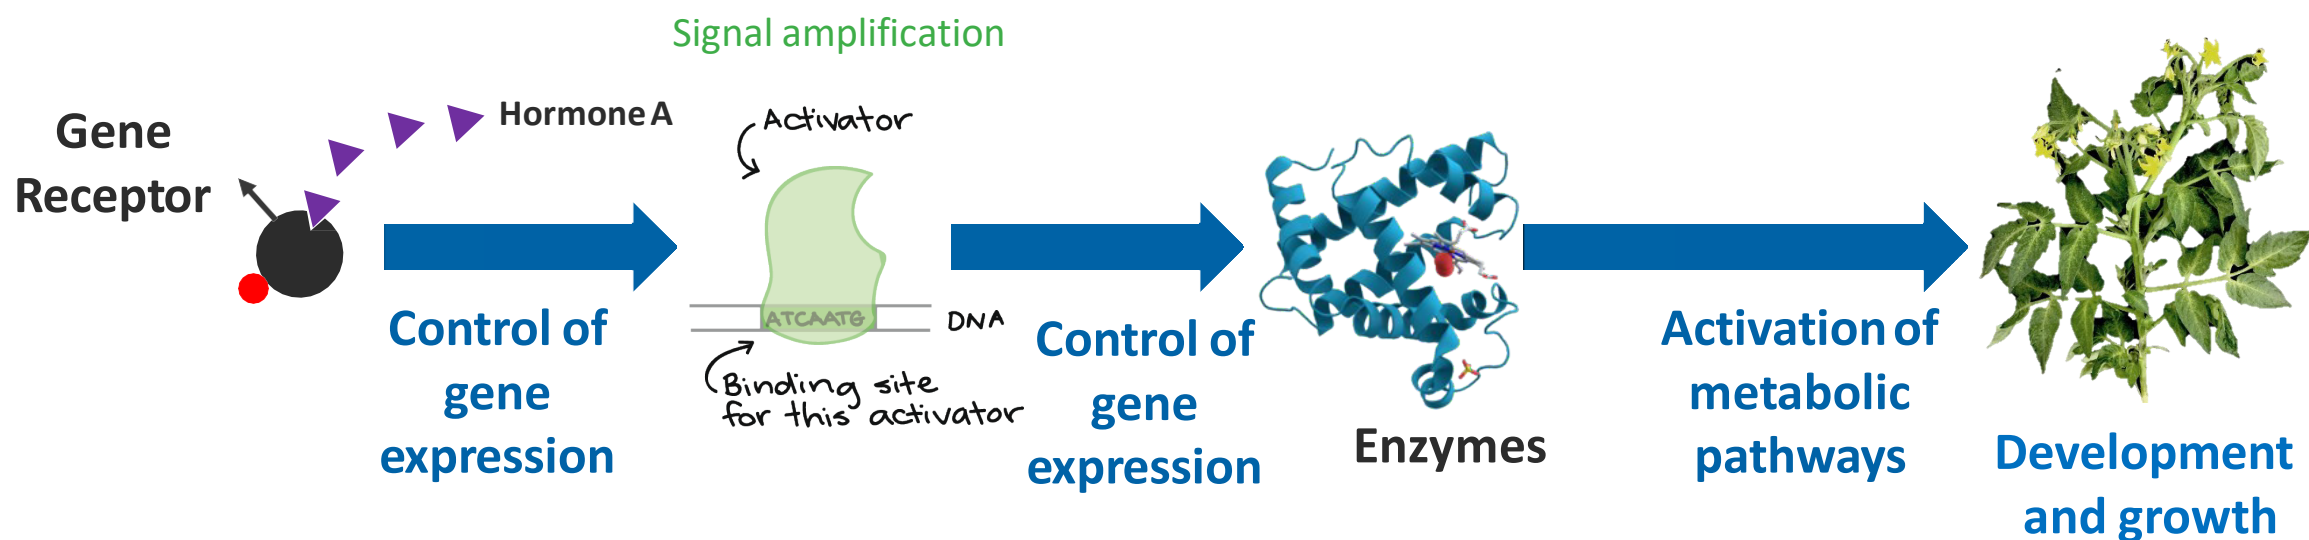 Signal amplification
Gene
Receptor
Hormone A
Control of
gene
expression
Activator
ATCAATG
DNA
Binding site
for this activator
Control of
gene
expression
Enzymes
Activation of
metabolic
pathways
Development
and growth